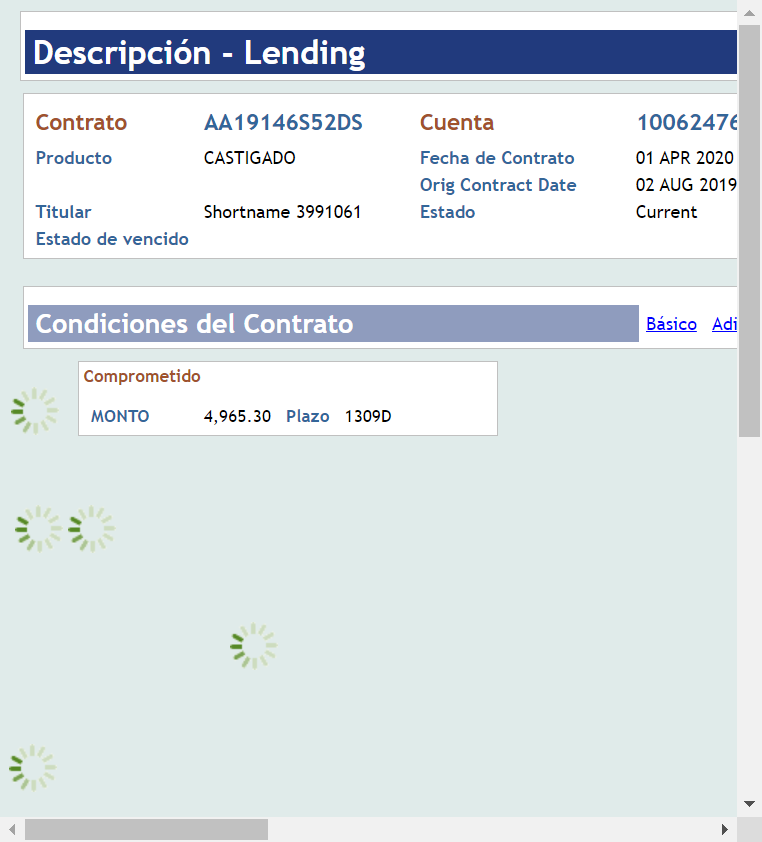 Descripción - Lending
Contrato AA19146S52DS Cuenta 10062476
Producto CASTIGADO Fecha de Contrato 01 APR 2020
Orig Contract Date 02 AUG 2019
Titular Shortname 3991061 Estado Current
Estado de vencido
Condiciones del Contrato Básico Adi
Comprometido
MONTO 4,965.30 Plazo 1309D